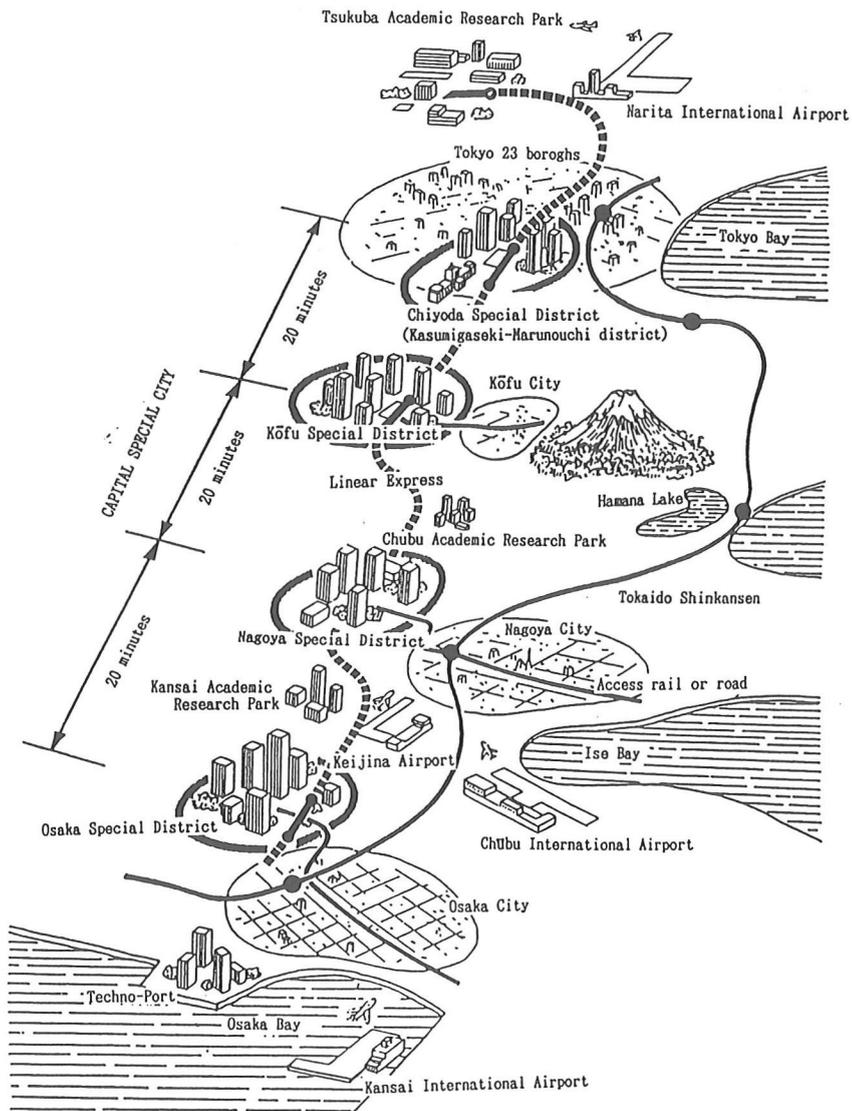 Tsukuba Academic Research Park
Narita International Airport
Tokyo 23 boroghs
Tokyo Bay
20 minutes
Chiyoda Special District
(Kasumigaseki-Marunouchi district)
CAPITAL SPECIAL CITY
Kōfu City
20 minutes
Kōfu Special District
Linear Express
Hamana Lake
Chubu Academic Research Park
Tokaido Shinkansen
20 minutes
Nagoya Special District
Nagoya City
Kansai Academic
Research Park
Access rail or road
Keijina Airport
Ise Bay
Osaka Special District
Chūbu International Airport
Osaka City
Techno-Port
Osaka Bay
Kansai International Airport